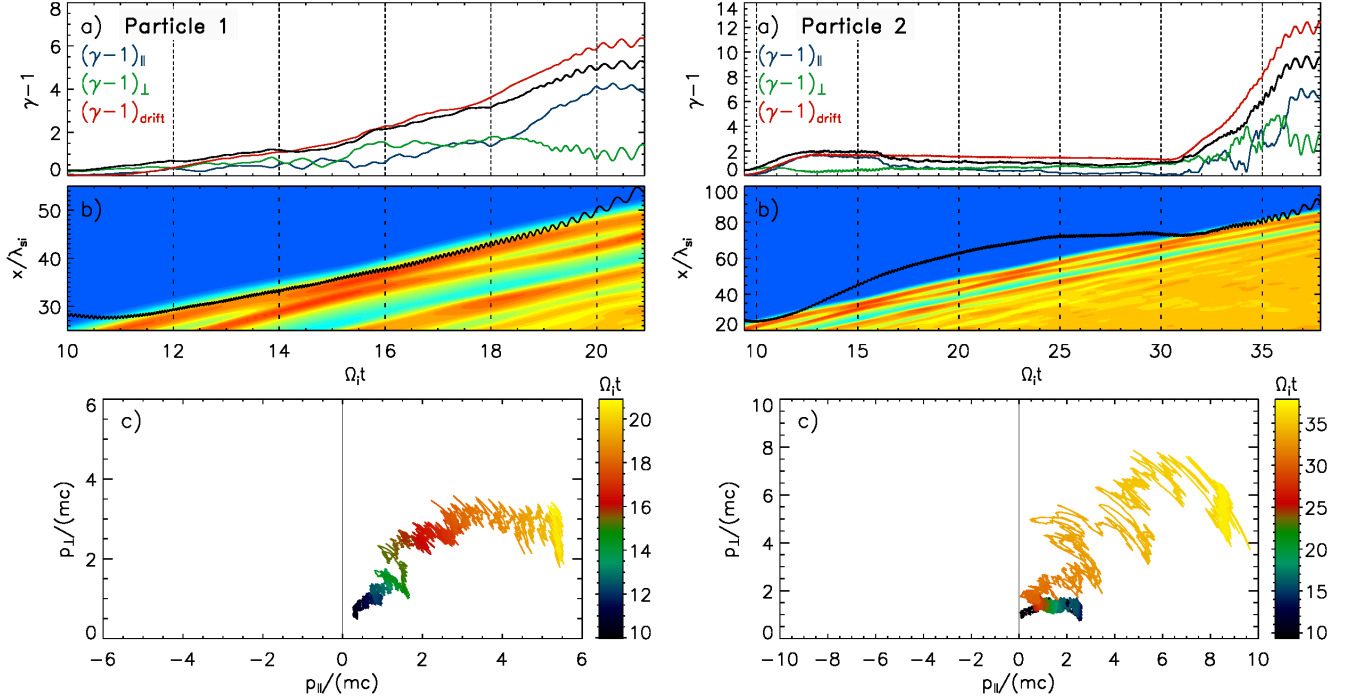 a) Particle 1
(γ−1)∥
(γ−1)⊥
(γ−1)drift
γ−1
0 2 4 6 8
b)
x/λsi
30 40 50
10 12 14 16 18 20
Ωit
c)
p⊥/(mc)
0 2 4 6
−6 −4 −2 0 2 4 6
p∥/(mc)
Ωit
10 12 14 16 18 20
a) Particle 2
(γ−1)∥
(γ−1)⊥
(γ−1)drift
γ−1
0 2 4 6 8 10 12 14
b)
x/λsi
20 40 60 80 100
10 15 20 25 30 35
Ωit
c)
p⊥/(mc)
0 2 4 6 8 10
−10 −8 −6 −4 −2 0 2 4 6 8 10
p∥/(mc)
Ωit
10 15 20 25 30 35